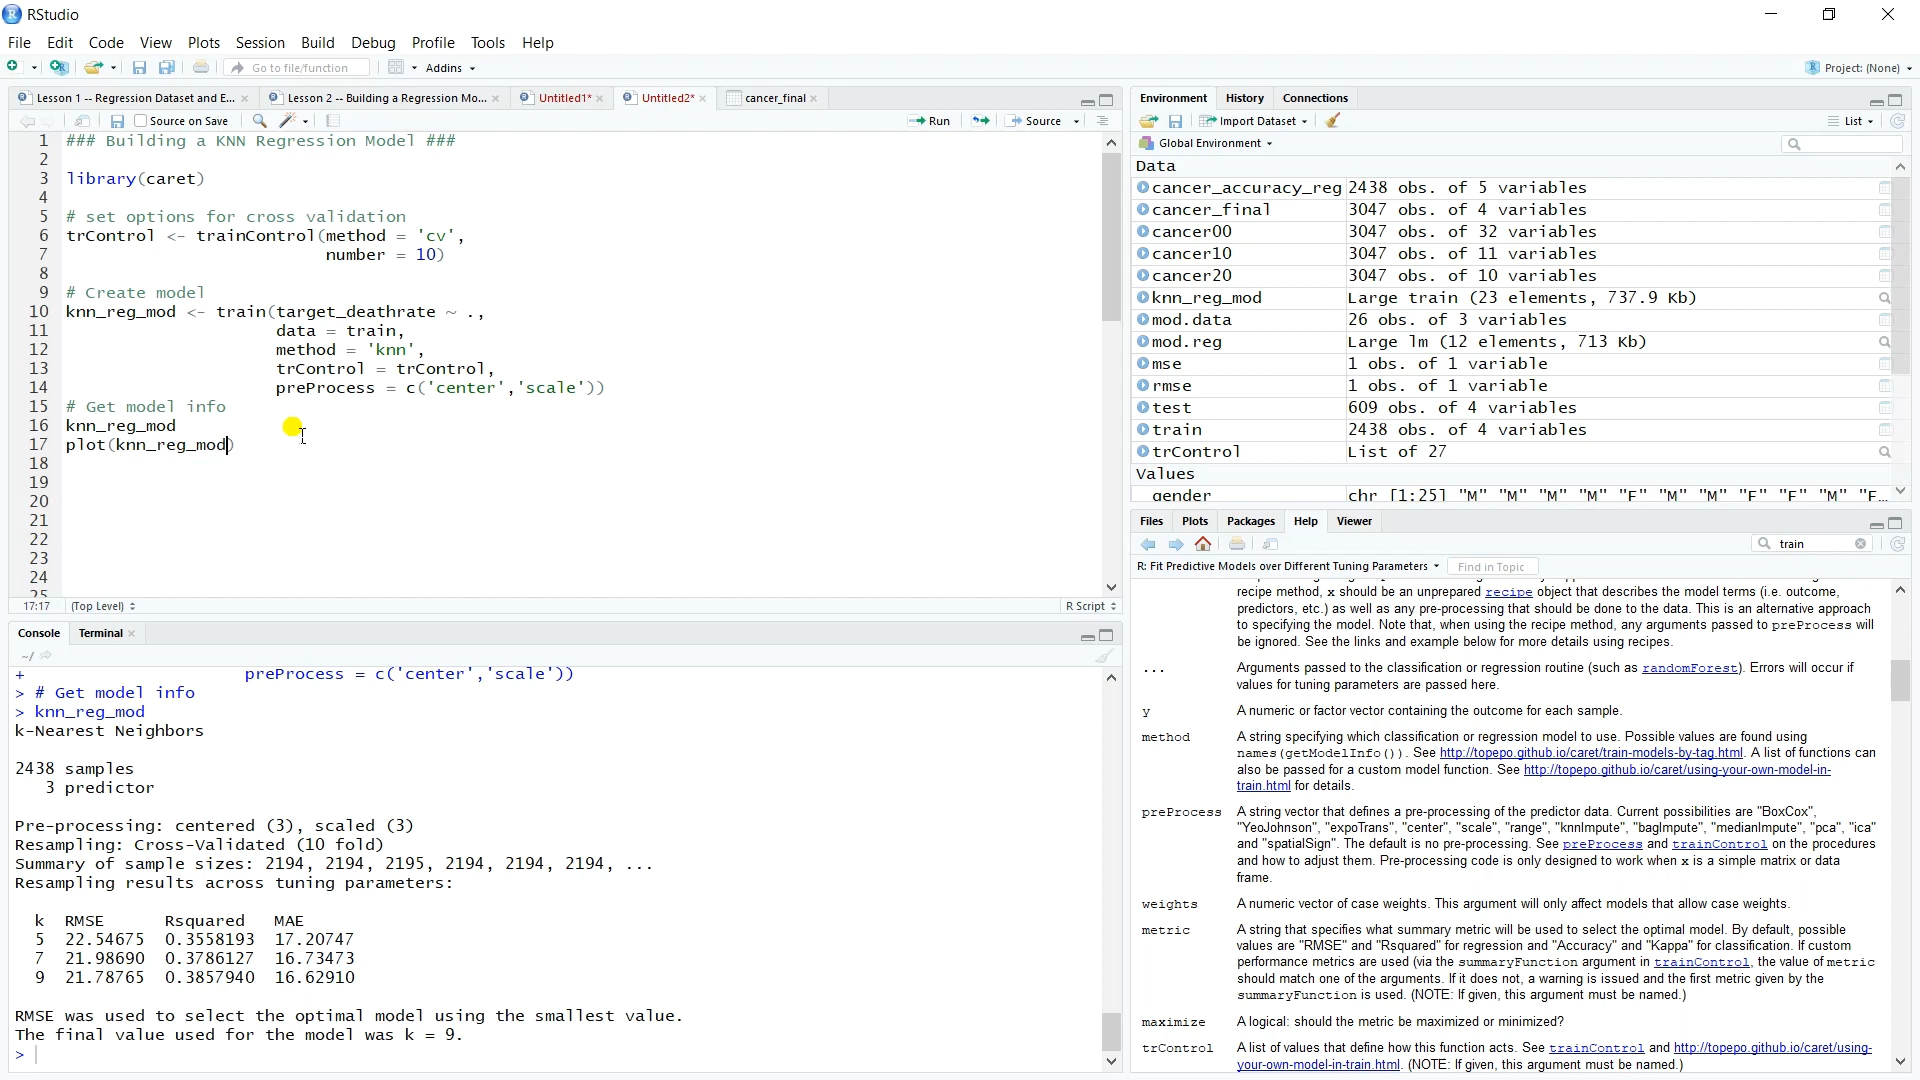 RStudio
File Edit Code View Plots Session Build Debug Profile Tools Help
Go to file/function Addins Project: (None)
Lesson 1 -- Regression Dataset and E... Lesson 2 -- Building a Regression Mo... Untitled1* Untitled2* cancer_final
Source on Save Run Source
1 ### Building a KNN Regression Model ###
2
3 library(caret)
4
5 # set options for cross validation
6 trControl <- trainControl(method = 'cv',
7 number = 10)
8
9 # Create model
10 knn_reg_mod <- train(target_deathrate ~ .,
11 data = train,
12 method = 'knn',
13 trControl = trControl,
14 preProcess = c('center','scale'))
15 # Get model info
16 knn_reg_mod
17 plot(knn_reg_mod)
18
19
20
21
22
23
24
25
17:17 (Top Level) R Script
Console Terminal
~/
+ preProcess = c('center','scale'))
> # Get model info
> knn_reg_mod
k-Nearest Neighbors
2438 samples
3 predictor
Pre-processing: centered (3), scaled (3)
Resampling: Cross-Validated (10 fold)
Summary of sample sizes: 2194, 2194, 2195, 2194, 2194, 2194, ...
Resampling results across tuning parameters:
k RMSE Rsquared MAE
5 22.54675 0.3558193 17.20747
7 21.98690 0.3786127 16.73473
9 21.78765 0.3857940 16.62910
RMSE was used to select the optimal model using the smallest value.
The final value used for the model was k = 9.
>
Environment History Connections
Import Dataset List
Global Environment
Data
cancer_accuracy_reg 2438 obs. of 5 variables
cancer_final 3047 obs. of 4 variables
cancer00 3047 obs. of 32 variables
cancer10 3047 obs. of 11 variables
cancer20 3047 obs. of 10 variables
knn_reg_mod Large train (23 elements, 737.9 Kb)
mod.data 26 obs. of 3 variables
mod.reg Large lm (12 elements, 713 Kb)
mse 1 obs. of 1 variable
rmse 1 obs. of 1 variable
test 609 obs. of 4 variables
train 2438 obs. of 4 variables
trControl List of 27
Values
gender chr [1:25] "M" "M" "M" "M" "F" "M" "M" "F" "F" "M" "F...
Files Plots Packages Help Viewer
train
R: Fit Predictive Models over Different Tuning Parameters Find in Topic
recipe method, x should be an unprepared recipe object that describes the model terms (i.e. outcome,
predictors, etc.) as well as any pre-processing that should be done to the data. This is an alternative approach
to specifying the model. Note that, when using the recipe method, any arguments passed to preProcess will
be ignored. See the links and example below for more details using recipes.
... Arguments passed to the classification or regression routine (such as randomForest). Errors will occur if
values for tuning parameters are passed here.
y A numeric or factor vector containing the outcome for each sample.
method A string specifying which classification or regression model to use. Possible values are found using
names(getModelInfo()). See http://topepo.github.io/caret/train-models-by-tag.html. A list of functions can
also be passed for a custom model function. See http://topepo.github.io/caret/using-your-own-model-in-
train.html for details.
preProcess A string vector that defines a pre-processing of the predictor data. Current possibilities are "BoxCox",
"YeoJohnson", "expoTrans", "center", "scale", "range", "knnImpute", "bagImpute", "medianImpute", "pca", "ica"
and "spatialSign". The default is no pre-processing. See preProcess and trainControl on the procedures
and how to adjust them. Pre-processing code is only designed to work when x is a simple matrix or data
frame.
weights A numeric vector of case weights. This argument will only affect models that allow case weights.
metric A string that specifies what summary metric will be used to select the optimal model. By default, possible
values are "RMSE" and "Rsquared" for regression and "Accuracy" and "Kappa" for classification. If custom
performance metrics are used (via the summaryFunction argument in trainControl, the value of metric
should match one of the arguments. If it does not, a warning is issued and the first metric given by the
summaryFunction is used. (NOTE: If given, this argument must be named.)
maximize A logical: should the metric be maximized or minimized?
trControl A list of values that define how this function acts. See trainControl and http://topepo.github.io/caret/using-
your-own-model-in-train.html. (NOTE: If given, this argument must be named.)